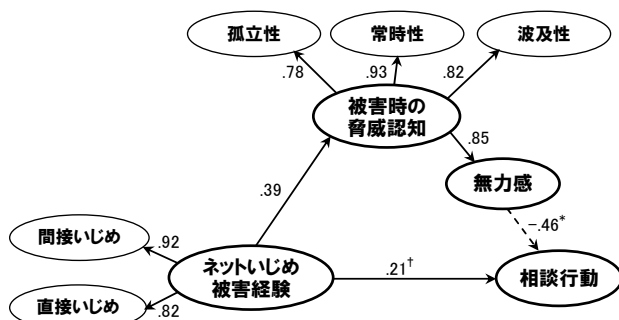 孤立性
常時性
波及性
.78
.93
.82
被害時の
脅威認知
.85
.39
無力感
間接いじめ
.92
-.46*
ネットいじめ
被害経験
.21†
相談行動
直接いじめ
.82